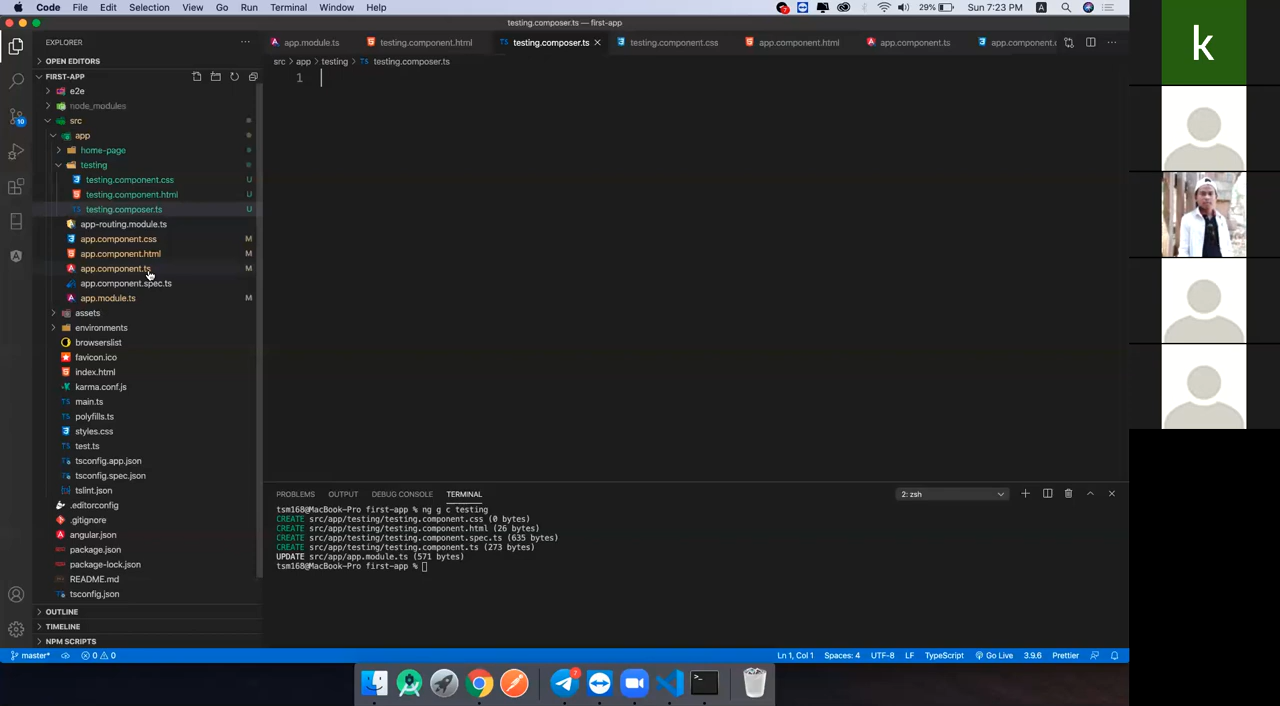 Code File Edit Selection View Go Run Terminal Window Help
29% Sun 7:23 PM
testing.composer.ts — first-app
EXPLORER
app.module.ts testing.component.html testing.composer.ts testing.component.css app.component.html app.component.ts app.component.c
OPEN EDITORS
src > app > testing > testing.composer.ts
FIRST-APP
1
e2e
node_modules
src
app
home-page
testing
testing.component.css U
testing.component.html U
testing.composer.ts U
app-routing.module.ts
app.component.css M
app.component.html M
app.component.ts M
app.component.spec.ts
app.module.ts M
assets
environments
browserslist
favicon.ico
index.html
karma.conf.js
main.ts
polyfills.ts
styles.css
test.ts
tsconfig.app.json
tsconfig.spec.json
tslint.json
.editorconfig
.gitignore
angular.json
package.json
package-lock.json
README.md
tsconfig.json
OUTLINE
TIMELINE
NPM SCRIPTS
10
PROBLEMS OUTPUT DEBUG CONSOLE TERMINAL
2: zsh
tsm168@MacBook-Pro first-app % ng g c testing
CREATE src/app/testing/testing.component.css (0 bytes)
CREATE src/app/testing/testing.component.html (26 bytes)
CREATE src/app/testing/testing.component.spec.ts (635 bytes)
CREATE src/app/testing/testing.component.ts (273 bytes)
UPDATE src/app/app.module.ts (571 bytes)
tsm168@MacBook-Pro first-app %
master* 0 0
Ln 1, Col 1 Spaces: 4 UTF-8 LF TypeScript Go Live 3.9.6 Prettier
k